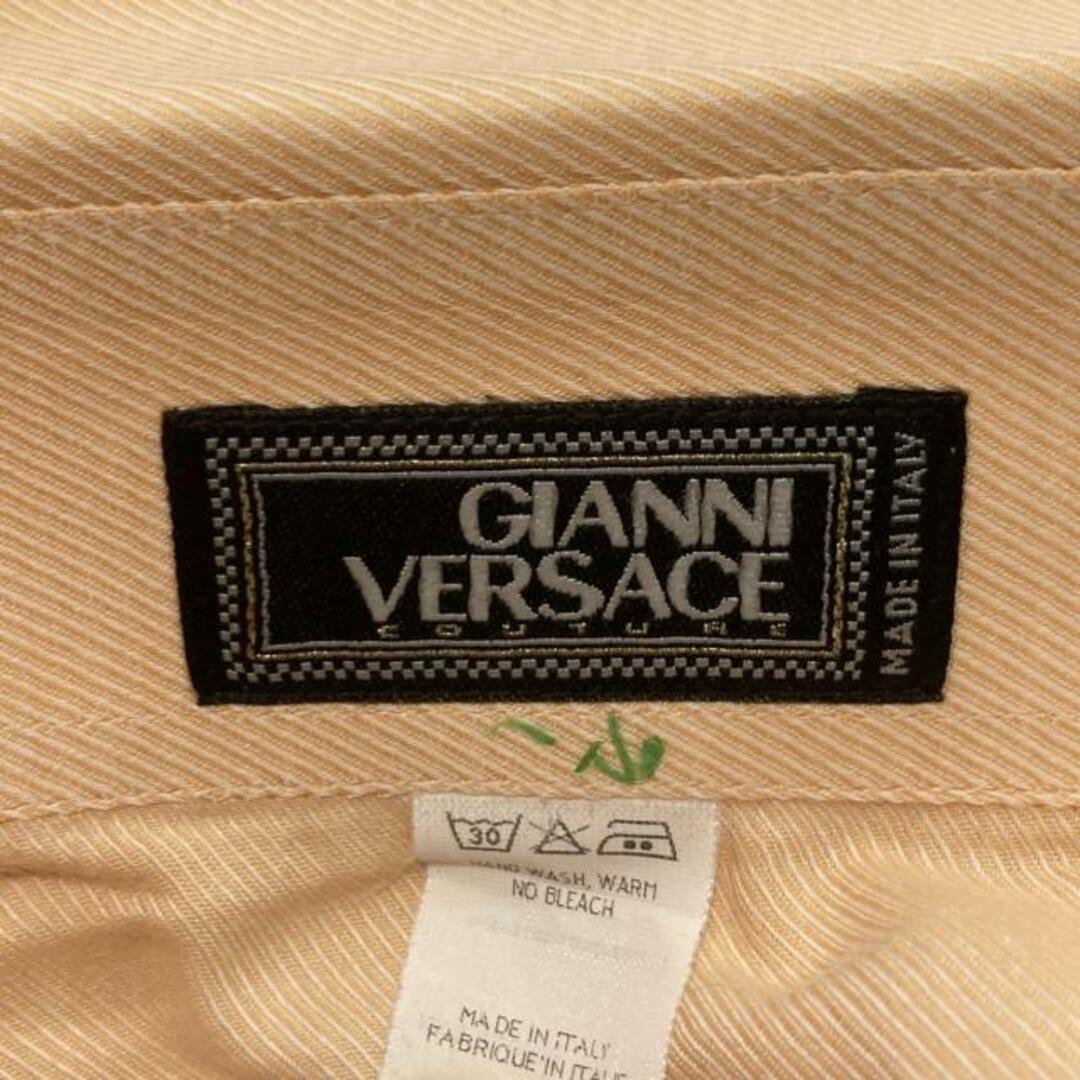 GIANNI
VERSACE
COUTURE
MADE IN ITALY
30
HAND WASH, WARM
NO BLEACH
MADE IN ITALY
FABRIQUE'IN ITALIE